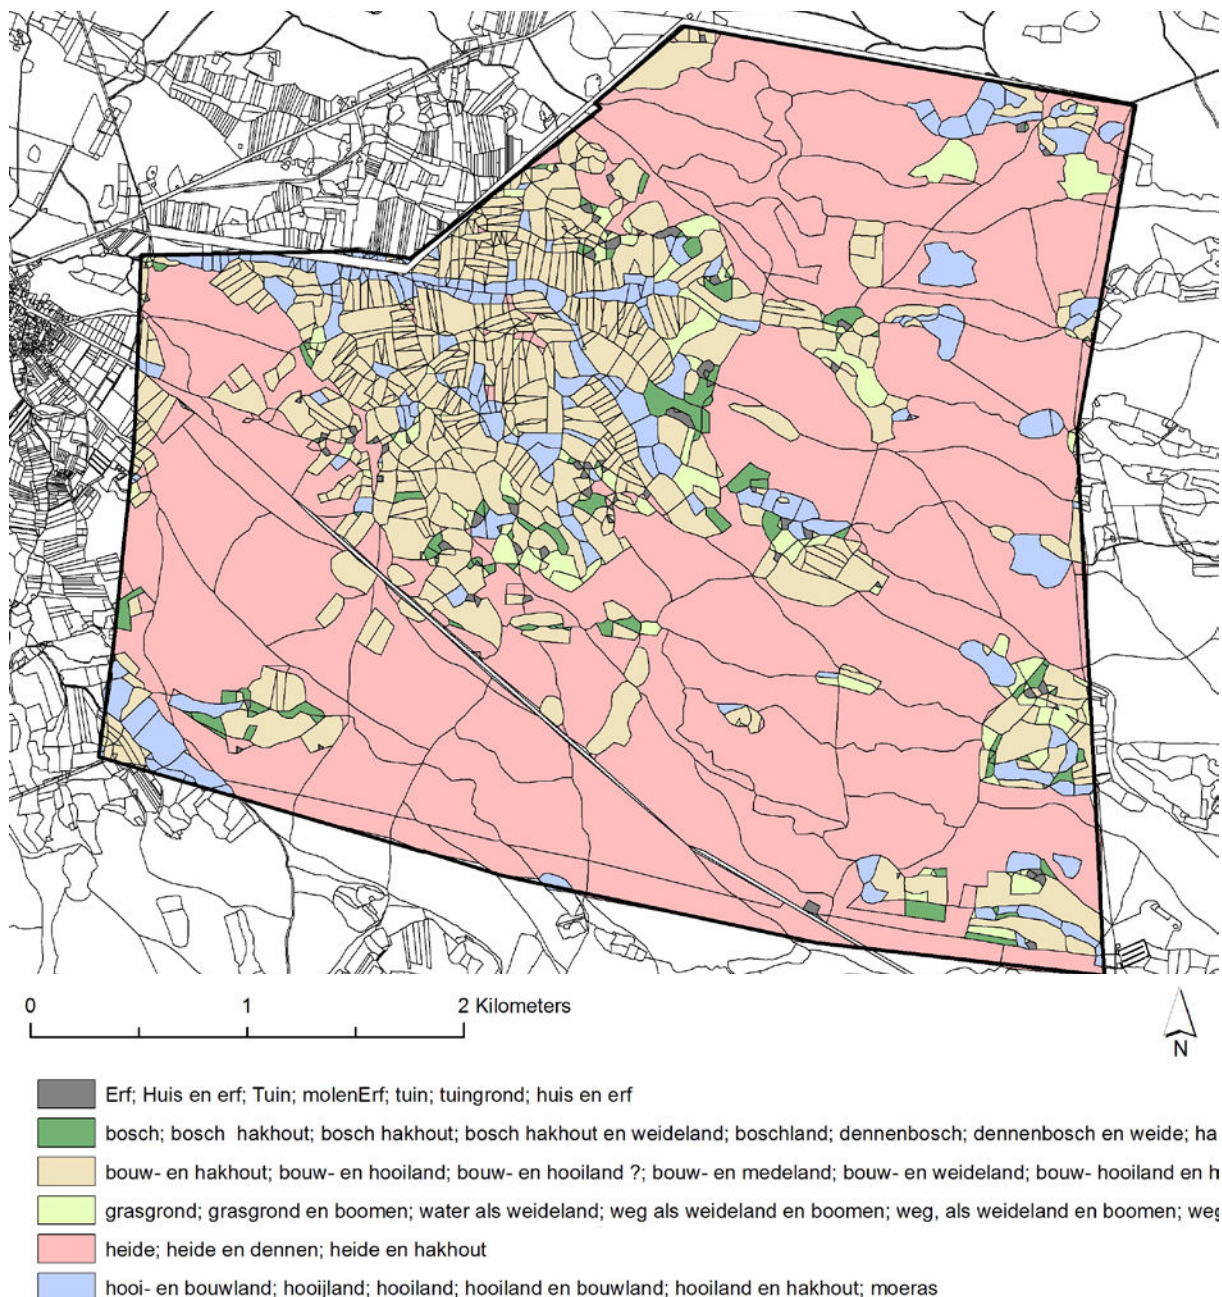 0 1 2 Kilometers
N
Erf; Huis en erf; Tuin; molenErf; tuin; tuingrond; huis en erf
bosch; bosch hakhout; bosch hakhout; bosch hakhout en weideland; boschland; dennenbosch; dennenbosch en weide; ha
bouw- en hakhout; bouw- en hooiland; bouw- en hooiland ?; bouw- en medeland; bouw- en weideland; bouw- hooiland en h
grasgrond; grasgrond en boomen; water als weideland; weg als weideland en boomen; weg, als weideland en boomen; weg
heide; heide en dennen; heide en hakhout
hooi- en bouwland; hooijland; hooiland; hooiland en bouwland; hooiland en hakhout; moeras